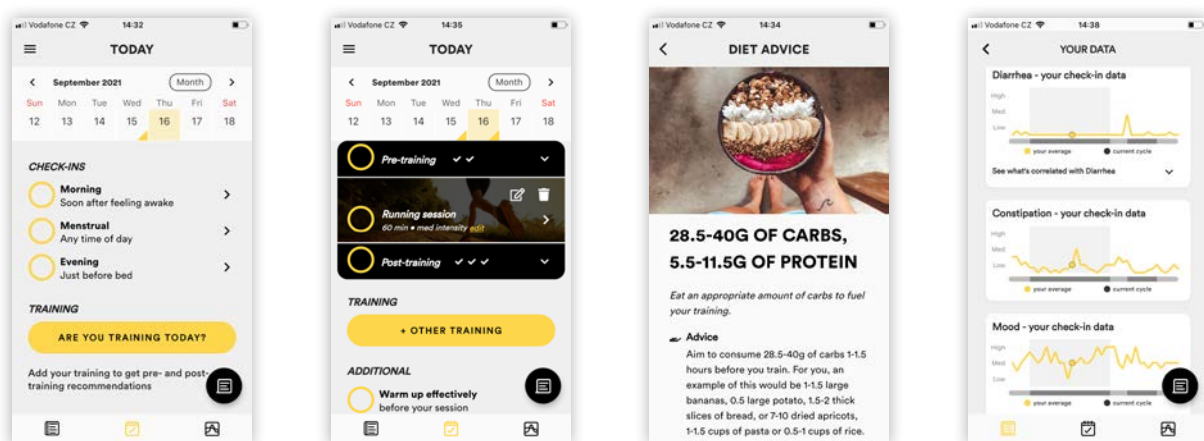 Vodafone CZ 14:32
TODAY
September 2021 Month
Sun Mon Tue Wed Thu Fri Sat
12 13 14 15 16 17 18
CHECK-INS
Morning
Soon after feeling awake
Menstrual
Any time of day
Evening
Just before bed
TRAINING
ARE YOU TRAINING TODAY?
Add your training to get pre- and post-
training recommendations
Vodafone CZ 14:35
TODAY
September 2021 Month
Sun Mon Tue Wed Thu Fri Sat
12 13 14 15 16 17 18
Pre-training
Running session
60 min • med intensity edit
Post-training
TRAINING
+ OTHER TRAINING
ADDITIONAL
Warm up effectively
before your session
Vodafone CZ 14:34
DIET ADVICE
28.5-40G OF CARBS,
5.5-11.5G OF PROTEIN
Eat an appropriate amount of carbs to fuel
your training.
Advice
Aim to consume 28.5-40g of carbs 1-1.5
hours before you train. For you, an
example of this would be 1-1.5 large
bananas, 0.5 large potato, 1.5-2 thick
slices of bread, or 7-10 dried apricots,
1-1.5 cups of pasta or 0.5-1 cups of rice.
Vodafone CZ 14:38
YOUR DATA
Diarrhea - your check-in data
High
Med
Low
your average current cycle
See what's correlated with Diarrhea
Constipation - your check-in data
High
Med
Low
your average current cycle
Mood - your check-in data
High
Med
Low
your average current cycle